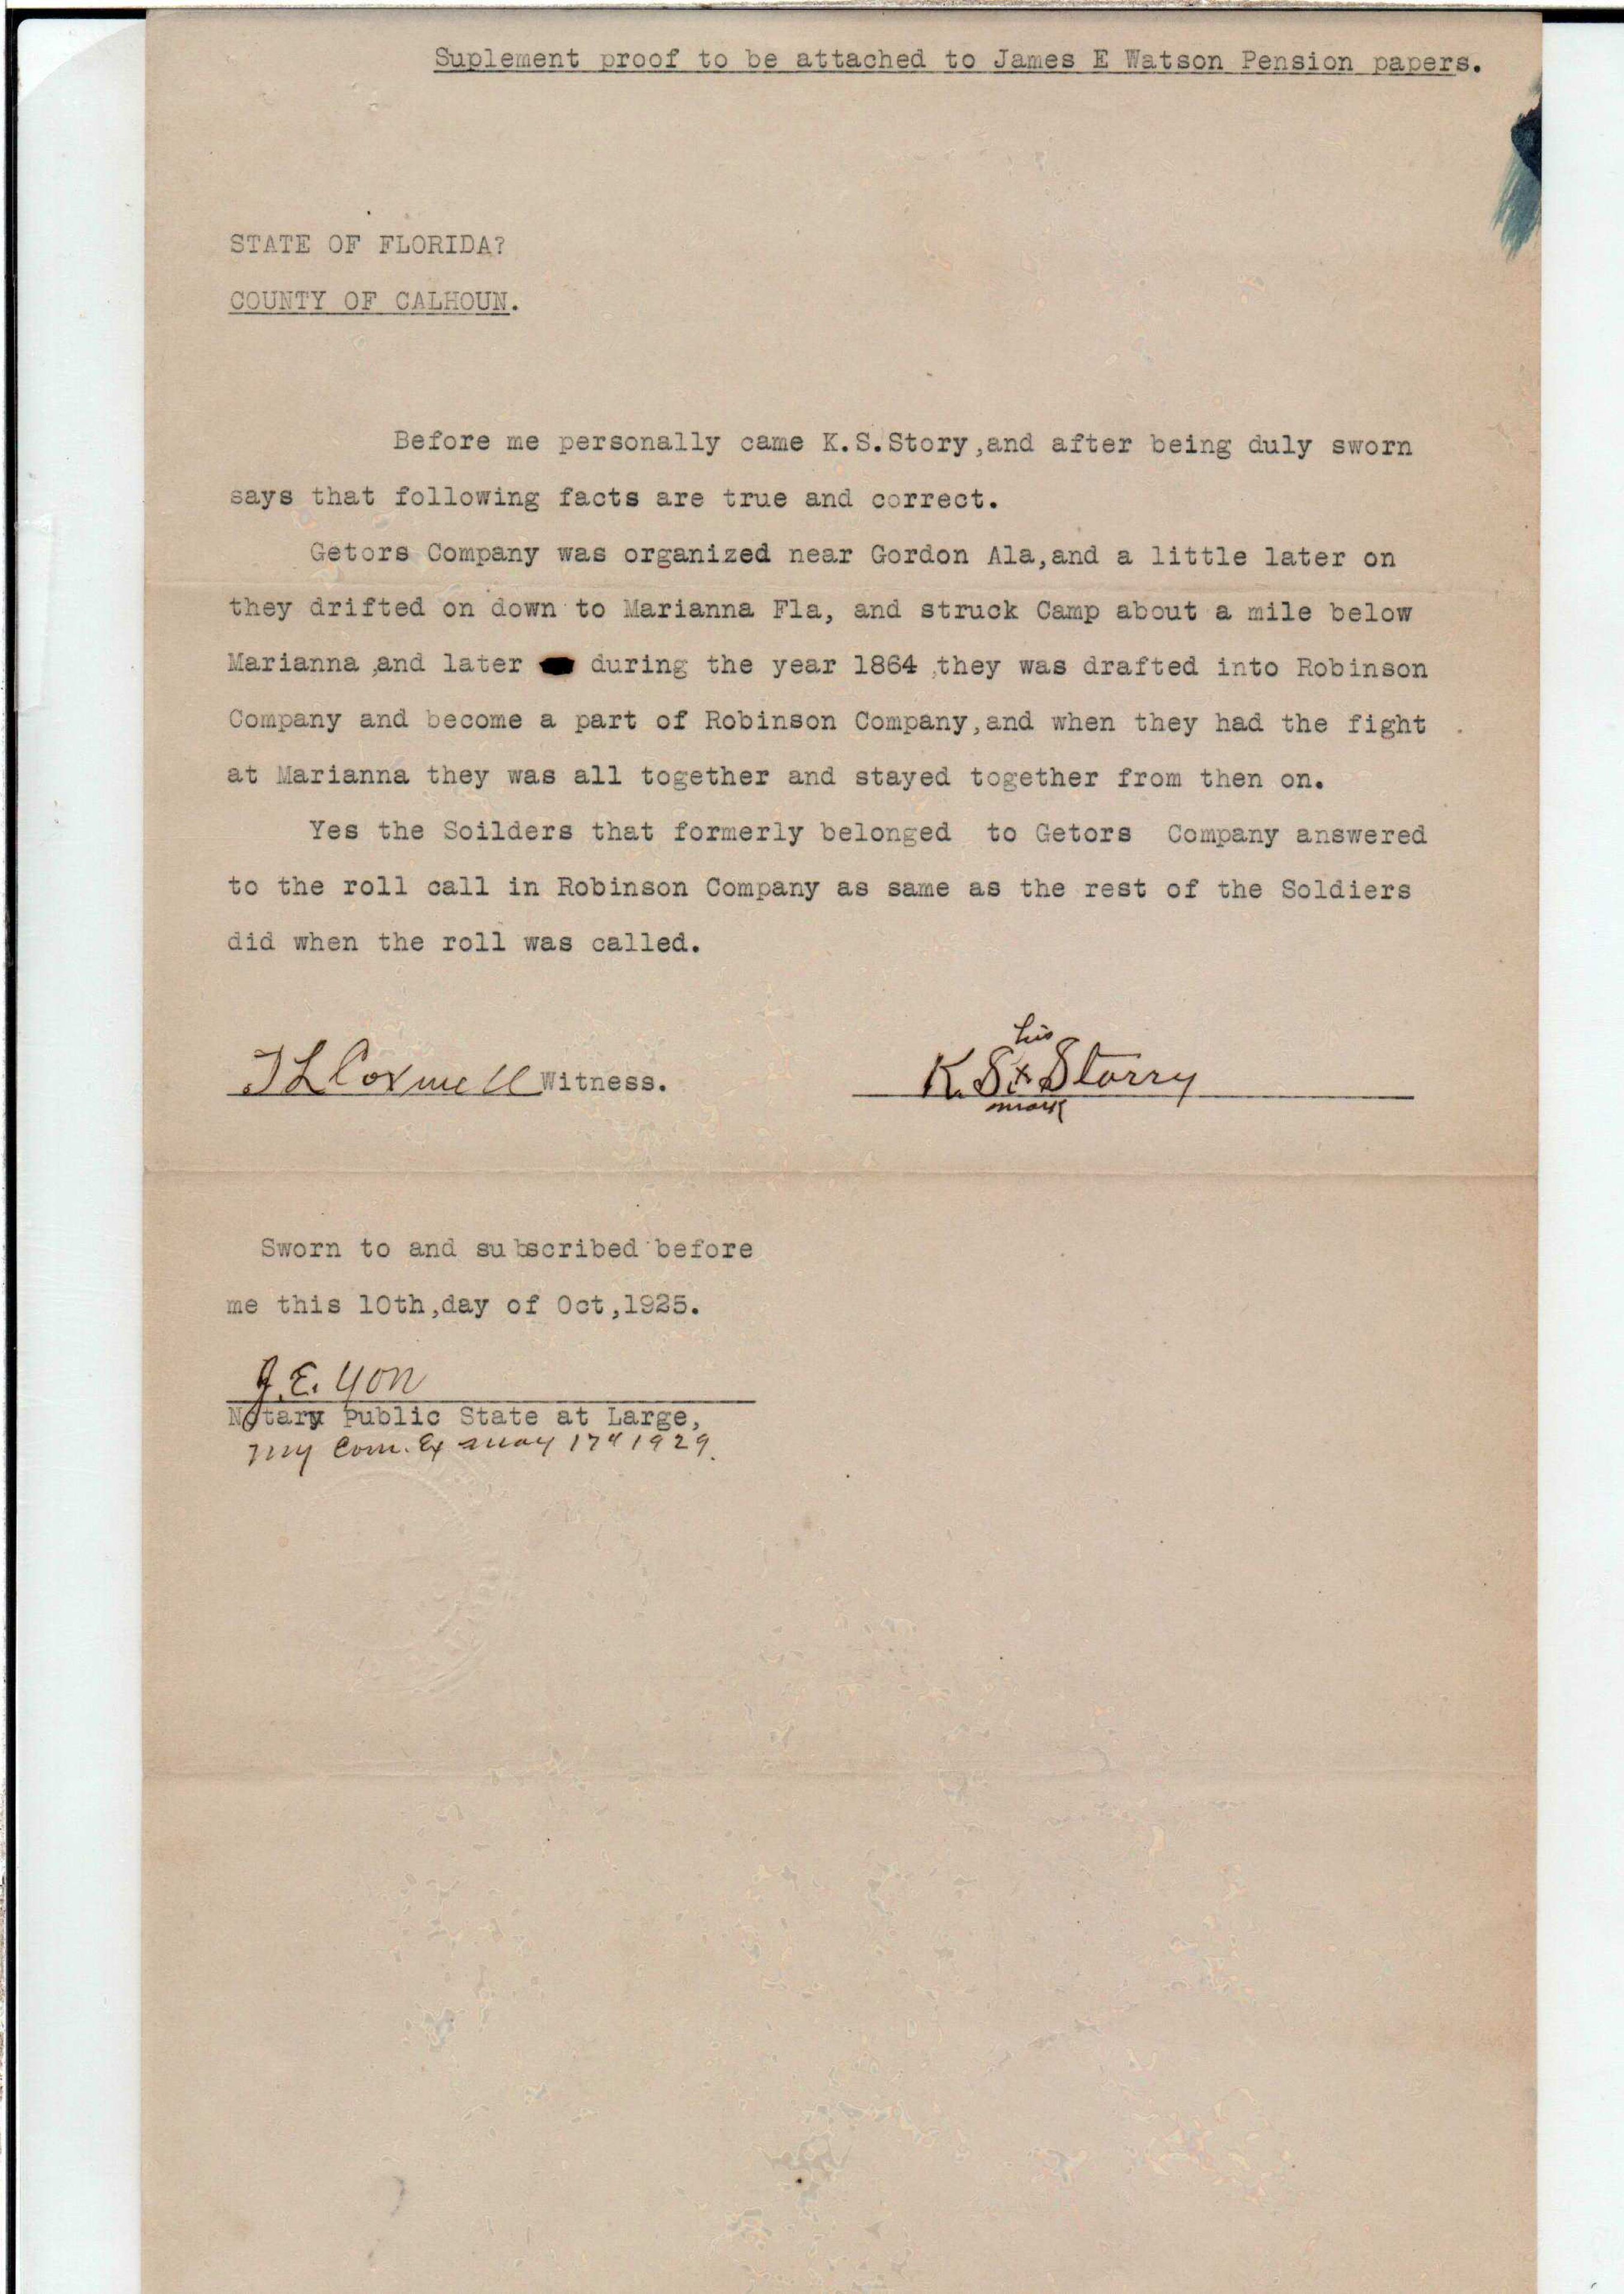 Suplement proof to be attached to James E Watson Pension papers.
STATE OF FLORIDA?
COUNTY OF CALHOUN.
Before me personally came K.S.Story,and after being duly sworn
says that following facts are true and correct.
Getors Company was organized near Gordon Ala,and a little later on
they drifted on down to Marianna Fla, and struck Camp about a mile below
Marianna ,and later during the year 1864 ,they was drafted into Robinson
Company and become a part of Robinson Company,and when they had the fight
at Marianna they was all together and stayed together from then on.
Yes the Soilders that formerly belonged to Getors Company answered
to the roll call in Robinson Company as same as the rest of the Soldiers
did when the roll was called.
his
K. S. x Storry
mark
Witness.
Sworn to and subscribed before
me this 10th,day of Oct,1925.
J. E. Yon
Notary Public State at Large,
my Com. Ex may 17" 1929.